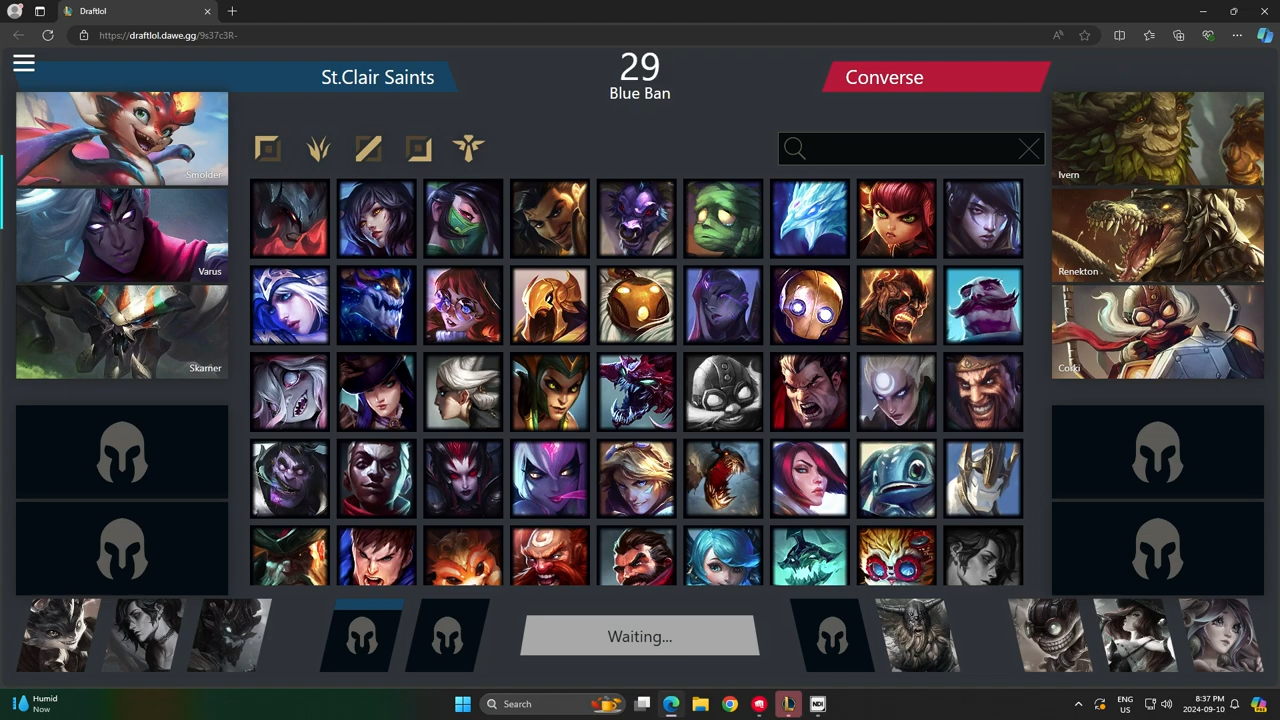 Draftlol
https://draftlol.dawe.gg/9s37c3R-
St.Clair Saints
29
Blue Ban
Converse
Smolder
Varus
Skarner
Ivern
Renekton
Corki
Waiting...
Humid
Now
Search
NDI
ENG
US
8:37 PM
2024-09-10